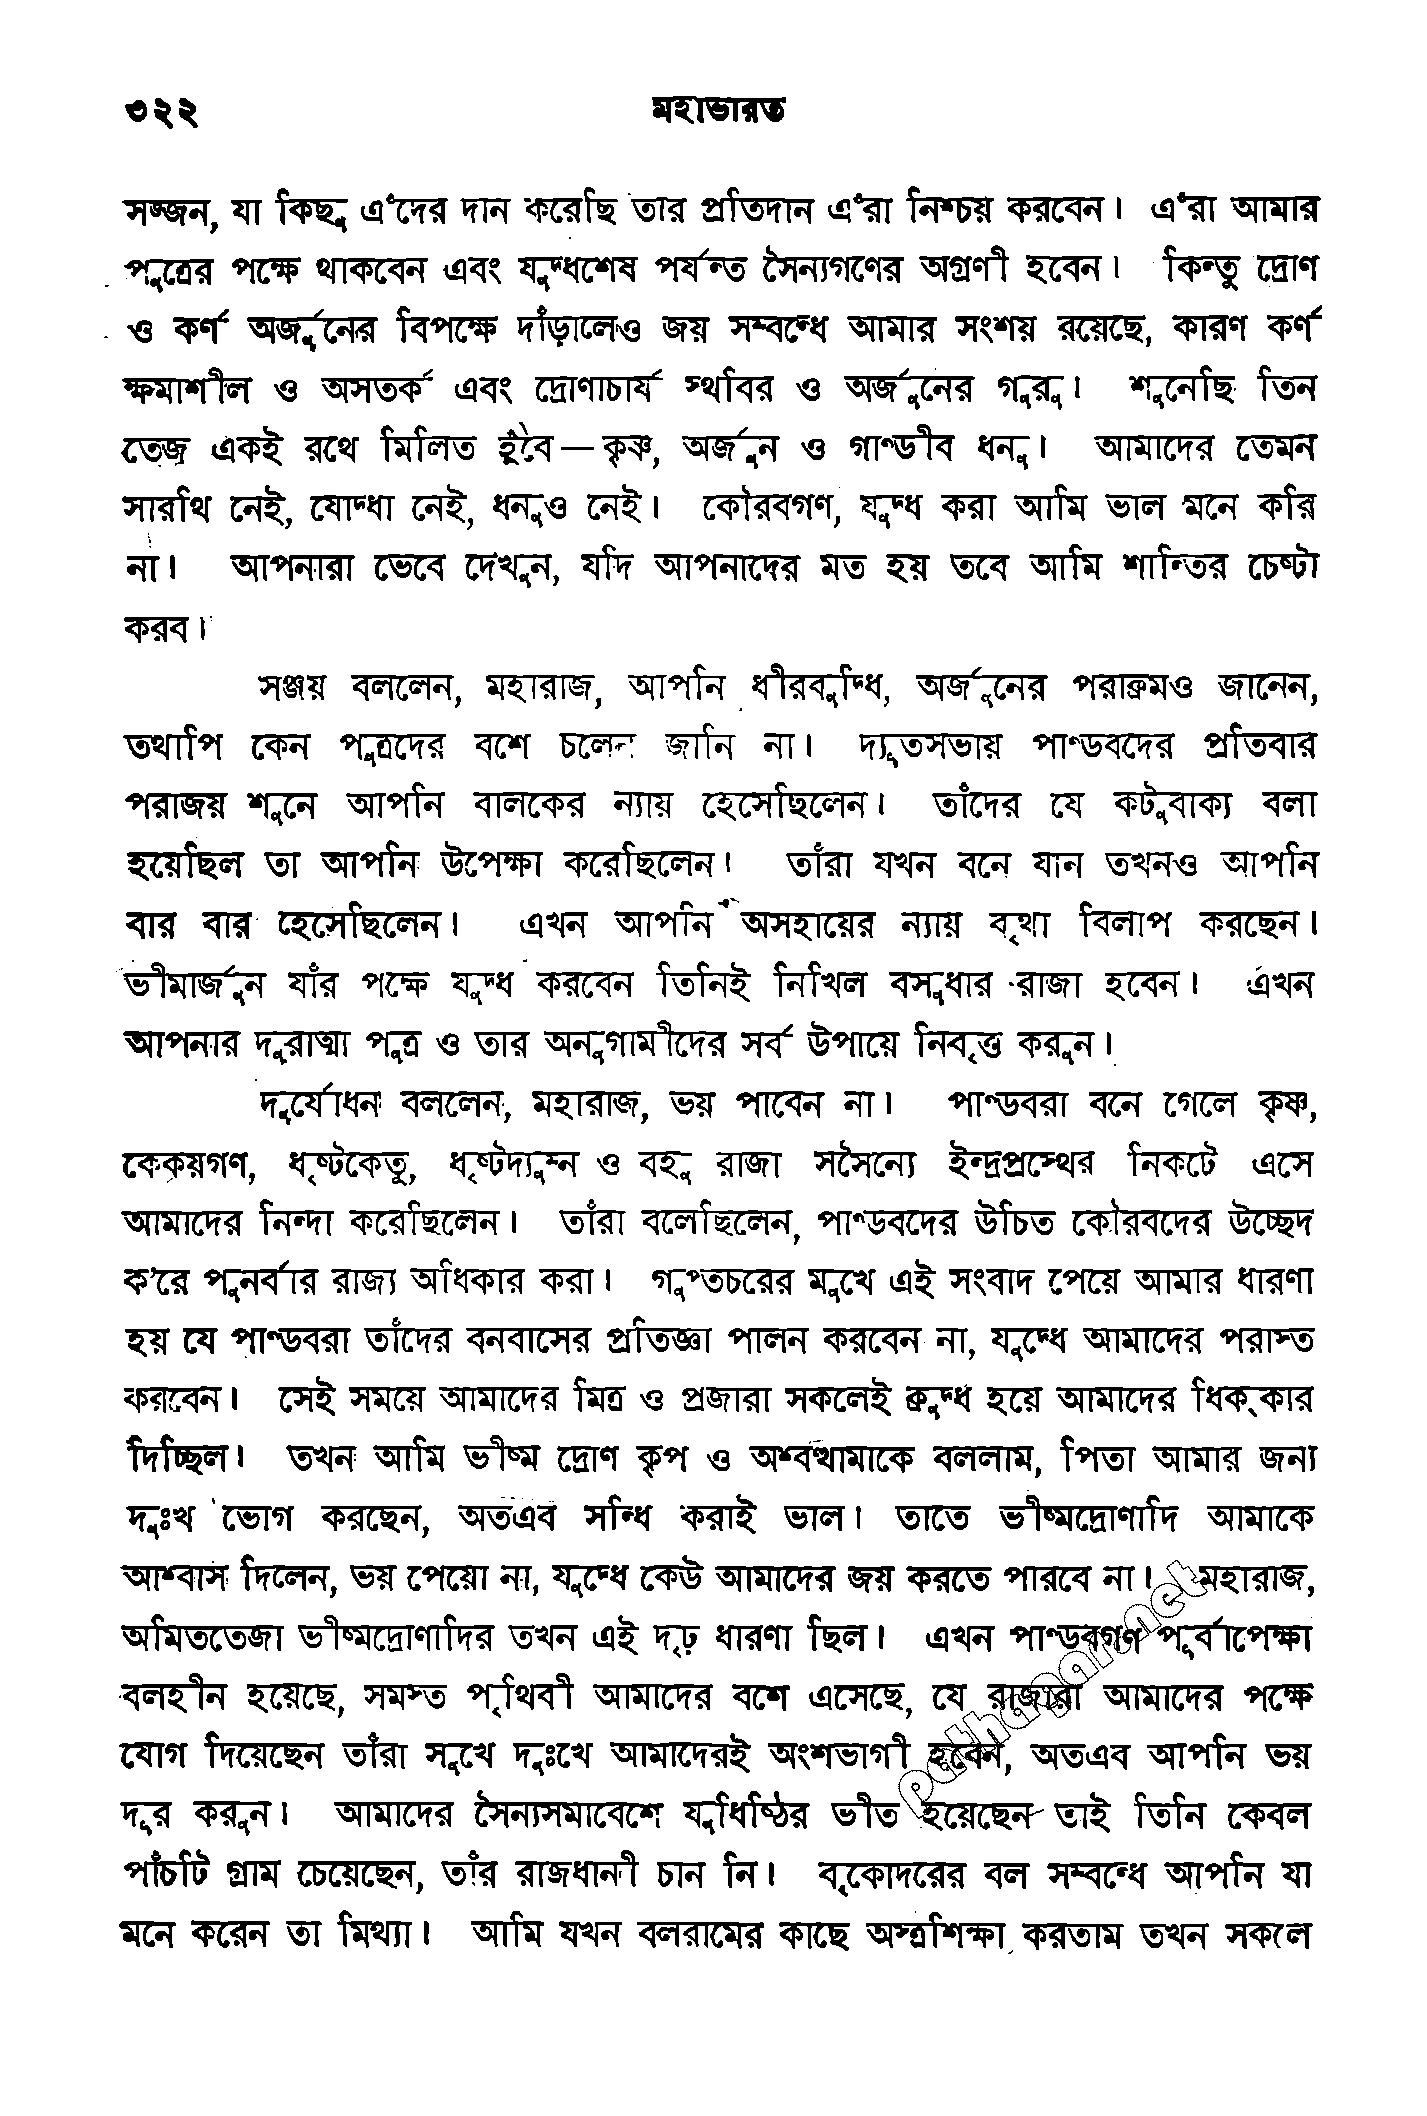 ৩২২ মহাভারত
সজ্জন, যা কিছু এঁদের দান করেছি তার প্রতিদান এঁরা নিশ্চয় করবেন। এঁরা আমার
পুত্রের পক্ষে থাকবেন এবং যুদ্ধশেষ পর্যন্ত সৈন্যগণের অগ্রণী হবেন। কিন্তু দ্রোণ
ও কর্ণ অর্জুনের বিপক্ষে দাঁড়ালেও জয় সম্বন্ধে আমার সংশয় রয়েছে, কারণ কর্ণ
ক্ষমাশীল ও অসতর্ক এবং দ্রোণাচার্য স্থবির ও অর্জুনের গুরু। শুনেছি তিন
তেজ একই রথে মিলিত হবে—কৃষ্ণ, অর্জুন ও গাণ্ডীব ধনু। আমাদের তেমন
সারথি নেই, যোদ্ধা নেই, ধনুও নেই। কৌরবগণ, যুদ্ধ করা আমি ভাল মনে করি
না। আপনারা ভেবে দেখুন, যদি আপনাদের মত হয় তবে আমি শান্তির চেষ্টা
করব।
সঞ্জয় বললেন, মহারাজ, আপনি ধীরবুদ্ধি, অর্জুনের পরাক্রমও জানেন,
তথাপি কেন পুত্রদের বশে চলেন জানি না। দ্যূতসভায় পাণ্ডবদের প্রতিবার
পরাজয় শুনে আপনি বালকের ন্যায় হেসেছিলেন। তাঁদের যে কটুবাক্য বলা
হয়েছিল তা আপনি উপেক্ষা করেছিলেন। তাঁরা যখন বনে যান তখনও আপনি
বার বার হেসেছিলেন। এখন আপনি অসহায়ের ন্যায় বৃথা বিলাপ করছেন।
ভীমার্জুন যাঁর পক্ষে যুদ্ধ করবেন তিনিই নিখিল বসুধার রাজা হবেন। এখন
আপনার দুরাত্মা পুত্র ও তার অনুগামীদের সর্ব উপায়ে নিবৃত্ত করুন।
দুর্যোধন বললেন, মহারাজ, ভয় পাবেন না। পাণ্ডবরা বনে গেলে কৃষ্ণ,
কেকয়গণ, ধৃষ্টকেতু, ধৃষ্টদ্যুম্ন ও বহু রাজা সসৈন্যে ইন্দ্রপ্রস্থের নিকটে এসে
আমাদের নিন্দা করেছিলেন। তাঁরা বলেছিলেন, পাণ্ডবদের উচিত কৌরবদের উচ্ছেদ
ক'রে পুনর্বার রাজ্য অধিকার করা। গুপ্তচরের মুখে এই সংবাদ পেয়ে আমার ধারণা
হয় যে পাণ্ডবরা তাঁদের বনবাসের প্রতিজ্ঞা পালন করবেন না, যুদ্ধে আমাদের পরাস্ত
করবেন। সেই সময়ে আমাদের মিত্র ও প্রজারা সকলেই ক্রুদ্ধ হয়ে আমাদের ধিক্‌কার
দিচ্ছিল। তখন আমি ভীষ্ম দ্রোণ কৃপ ও অশ্বত্থামাকে বললাম, পিতা আমার জন্য
দুঃখ ভোগ করছেন, অতএব সন্ধি করাই ভাল। তাতে ভীষ্মদ্রোণাদি আমাকে
আশ্বাস দিলেন, ভয় পেয়ো না, যুদ্ধে কেউ আমাদের জয় করতে পারবে না। মহারাজ,
অমিততেজা ভীষ্মদ্রোণাদির তখন এই দৃঢ় ধারণা ছিল। এখন পাণ্ডবগণ পূর্বাপেক্ষা
বলহীন হয়েছে, সমস্ত পৃথিবী আমাদের বশে এসেছে, যে রাজারা আমাদের পক্ষে
যোগ দিয়েছেন তাঁরা সুখে দুঃখে আমাদেরই অংশভাগী হবেন, অতএব আপনি ভয়
দূর করুন। আমাদের সৈন্যসমাবেশে যুধিষ্ঠির ভীত হয়েছেন তাই তিনি কেবল
পাঁচটি গ্রাম চেয়েছেন, তাঁর রাজধানী চান নি। বৃকোদরের বল সম্বন্ধে আপনি যা
মনে করেন তা মিথ্যা। আমি যখন বলরামের কাছে অস্ত্রশিক্ষা করতাম তখন সকলে
pathagar.net